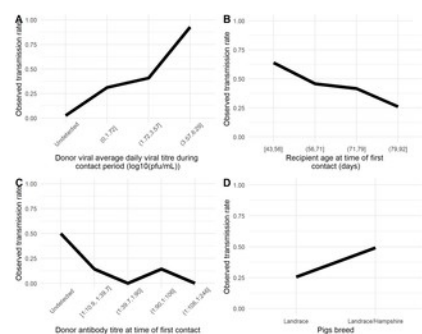 A
Observed transmission rate
1.00
0.75
0.50
0.25
0.00
Undetected
(0,1.72]
(1.72,3.57]
(3.57,6.29]
Donor viral average daily viral titre during
contact period (log10(pfu/mL))
B
Observed transmission rate
1.00
0.75
0.50
0.25
0.00
[43,56]
(56,71]
(71,79]
(79,92]
Recipient age at time of first
contact (days)
C
Observed transmission rate
1.00
0.75
0.50
0.25
0.00
Undetected
Donor antibody titre at time of first contact
D
Observed transmission rate
1.00
0.75
0.50
0.25
0.00
Landrace
Landrace/Hampshire
Pigs breed